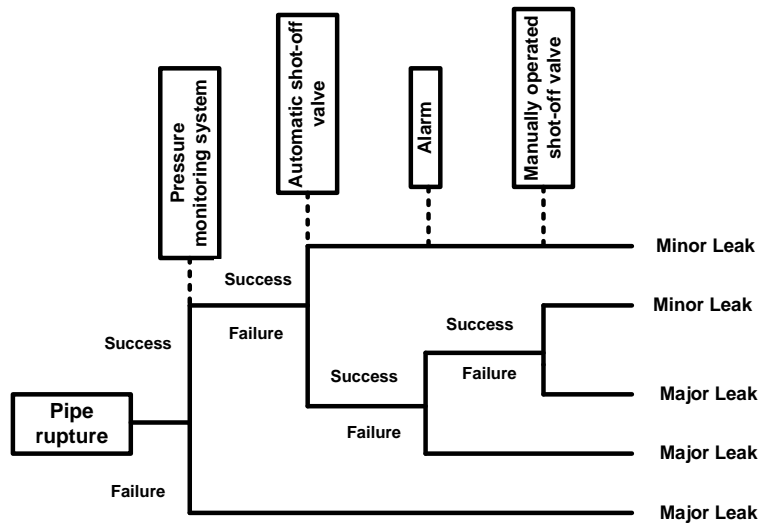 Pressure
monitoring system
Automatic shot-off
valve
Alarm
Manually operated
shot-off valve
Minor Leak
Success
Minor Leak
Failure
Success
Success
Success
Failure
Major Leak
Pipe
rupture
Failure
Major Leak
Failure
Major Leak